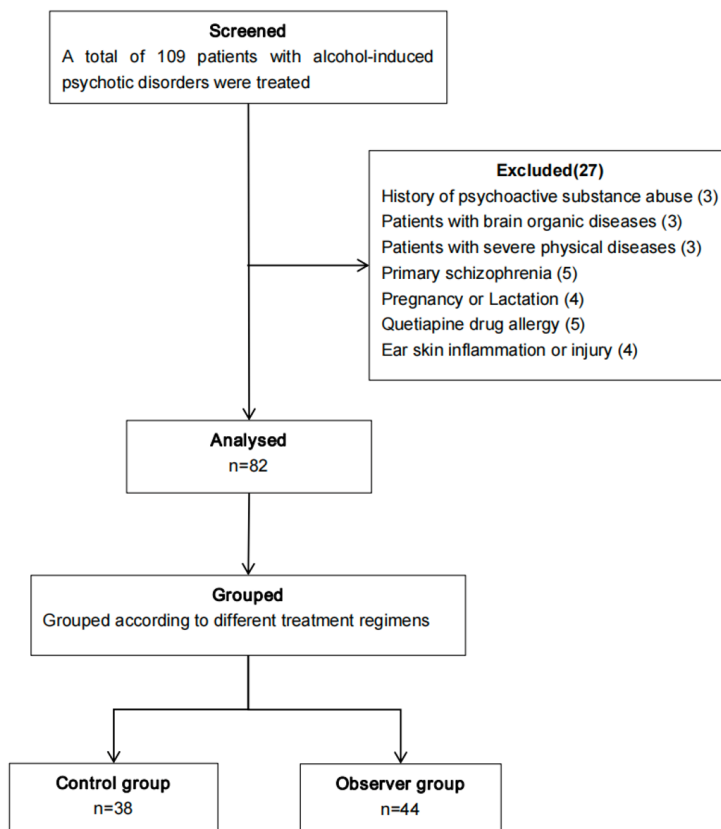 Screened
A total of 109 patients with alcohol-induced
psychotic disorders were treated
Excluded(27)
History of psychoactive substance abuse (3)
Patients with brain organic diseases (3)
Patients with severe physical diseases (3)
Primary schizophrenia (5)
Pregnancy or Lactation (4)
Quetiapine drug allergy (5)
Ear skin inflammation or injury (4)
Analysed
n=82
Grouped
Grouped according to different treatment regimens
Control group
n=38
Observer group
n=44